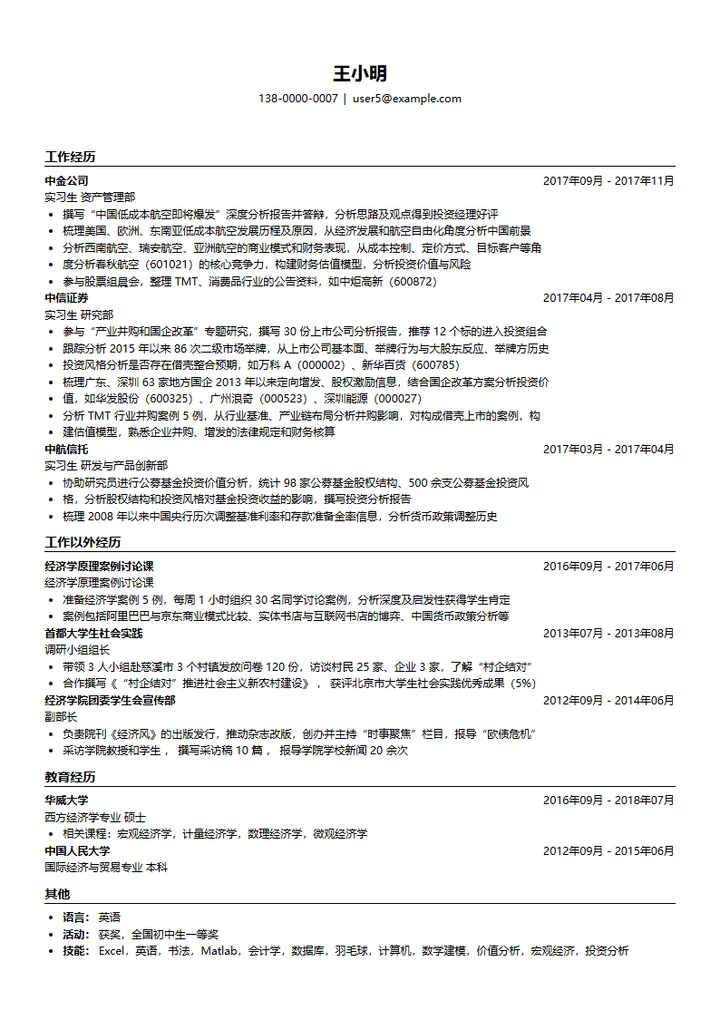 王小明
138-0000-0007 | user5@example.com
工作经历
中金公司 2017年09月 - 2017年11月
实习生 资产管理部
• 撰写“中国低成本航空即将爆发”深度分析报告并答辩，分析思路及观点得到投资经理好评
• 梳理美国、欧洲、东南亚低成本航空发展历程及原因，从经济发展和航空自由化角度分析中国前景
• 分析西南航空、瑞安航空、亚洲航空的商业模式和财务表现，从成本控制、定价方式、目标客户等角
• 度分析春秋航空（601021）的核心竞争力，构建财务估值模型，分析投资价值与风险
• 参与股票组晨会，整理 TMT、消费品行业的公告资料，如中炬高新（600872）
中信证券 2017年04月 - 2017年08月
实习生 研究部
• 参与“产业并购和国企改革”专题研究，撰写 30 份上市公司分析报告，推荐 12 个标的进入投资组合
• 跟踪分析 2015 年以来 86 次二级市场举牌，从上市公司基本面、举牌行为与大股东反应、举牌方历史
• 投资风格分析是否存在借壳整合预期，如万科 A（000002）、新华百货（600785）
• 梳理广东、深圳 63 家地方国企 2013 年以来定向增发、股权激励信息，结合国企改革方案分析投资价
• 值，如华发股份（600325）、广州浪奇（000523）、深圳能源（000027）
• 分析 TMT 行业并购案例 5 例，从行业基准、产业链布局分析并购影响，对构成借壳上市的案例，构
• 建估值模型，熟悉企业并购、增发的法律规定和财务核算
中航信托 2017年03月 - 2017年04月
实习生 研发与产品创新部
• 协助研究员进行公募基金投资价值分析，统计 98 家公募基金股权结构、500 余支公募基金投资风
• 格，分析股权结构和投资风格对基金投资收益的影响，撰写投资分析报告
• 梳理 2008 年以来中国央行历次调整基准利率和存款准备金率信息，分析货币政策调整历史
工作以外经历
经济学原理案例讨论课 2016年09月 - 2017年06月
经济学原理案例讨论课
• 准备经济学案例 5 例，每周 1 小时组织 30 名同学讨论案例，分析深度及启发性获得学生肯定
• 案例包括阿里巴巴与京东商业模式比较、实体书店与互联网书店的博弈、中国货币政策分析等
首都大学生社会实践 2013年07月 - 2013年08月
调研小组组长
• 带领 3 人小组赴慈溪市 3 个村镇发放问卷 120 份，访谈村民 25 家、企业 3 家，了解“村企结对”
• 合作撰写《“村企结对”推进社会主义新农村建设》 ， 获评北京市大学生社会实践优秀成果（5%）
经济学院团委学生会宣传部 2012年09月 - 2014年06月
副部长
• 负责院刊《经济风》的出版发行，推动杂志改版，创办并主持“时事聚焦”栏目，报导“欧债危机”
• 采访学院教授和学生 ， 撰写采访稿 10 篇 ， 报导学院学校新闻 20 余次
教育经历
华威大学 2016年09月 - 2018年07月
西方经济学专业 硕士
• 相关课程：宏观经济学，计量经济学，数理经济学，微观经济学
中国人民大学 2012年09月 - 2015年06月
国际经济与贸易专业 本科
其他
• 语言： 英语
• 活动： 获奖，全国初中生一等奖
• 技能： Excel，英语，书法，Matlab，会计学，数据库，羽毛球，计算机，数学建模，价值分析，宏观经济，投资分析